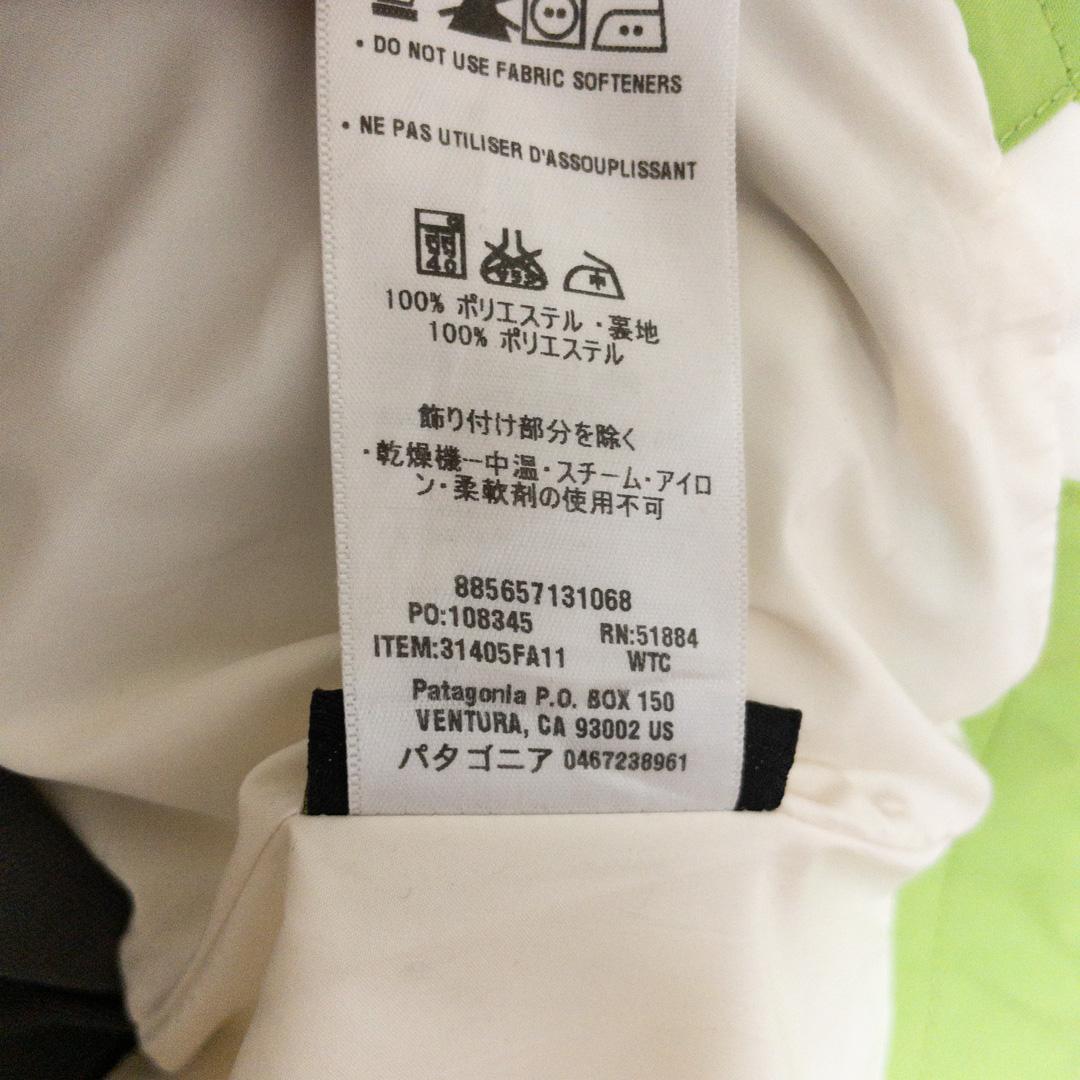 • DO NOT USE FABRIC SOFTENERS
• NE PAS UTILISER D'ASSOUPLISSANT
40
中
100% ポリエステル・裏地
100% ポリエステル
飾り付け部分を除く
・乾燥機ー中温・スチーム・アイロ
ン・柔軟剤の使用不可
885657131068
PO:108345 RN:51884
ITEM:31405FA11 WTC
Patagonia P.O. BOX 150
VENTURA, CA 93002 US
パタゴニア 0467238961